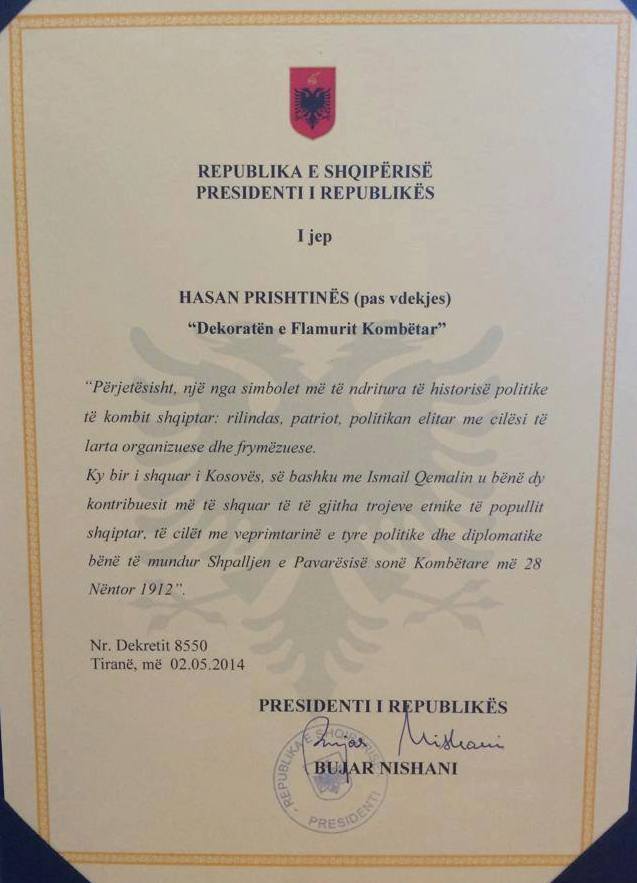 REPUBLIKA E SHQIPËRISË
PRESIDENTI I REPUBLIKËS
I jep
HASAN PRISHTINËS (pas vdekjes)
“Dekoratën e Flamurit Kombëtar”
“Përjetësisht, një nga simbolet më të ndritura të historisë politike
të kombit shqiptar: rilindas, patriot, politikan elitar me cilësi të
larta organizuese dhe frymëzuese.
Ky bir i shquar i Kosovës, së bashku me Ismail Qemalin u bënë dy
kontribuesit më të shquar të të gjitha trojeve etnike të popullit
shqiptar, të cilët me veprimtarinë e tyre politike dhe diplomatike
bënë të mundur Shpalljen e Pavarësisë sonë Kombëtare më 28
Nëntor 1912”.
Nr. Dekretit 8550
Tiranë, më 02.05.2014
PRESIDENTI I REPUBLIKËS
Bujar Nishani
BUJAR NISHANI
REPUBLIKA E SHQIPËRISË
PRESIDENTI